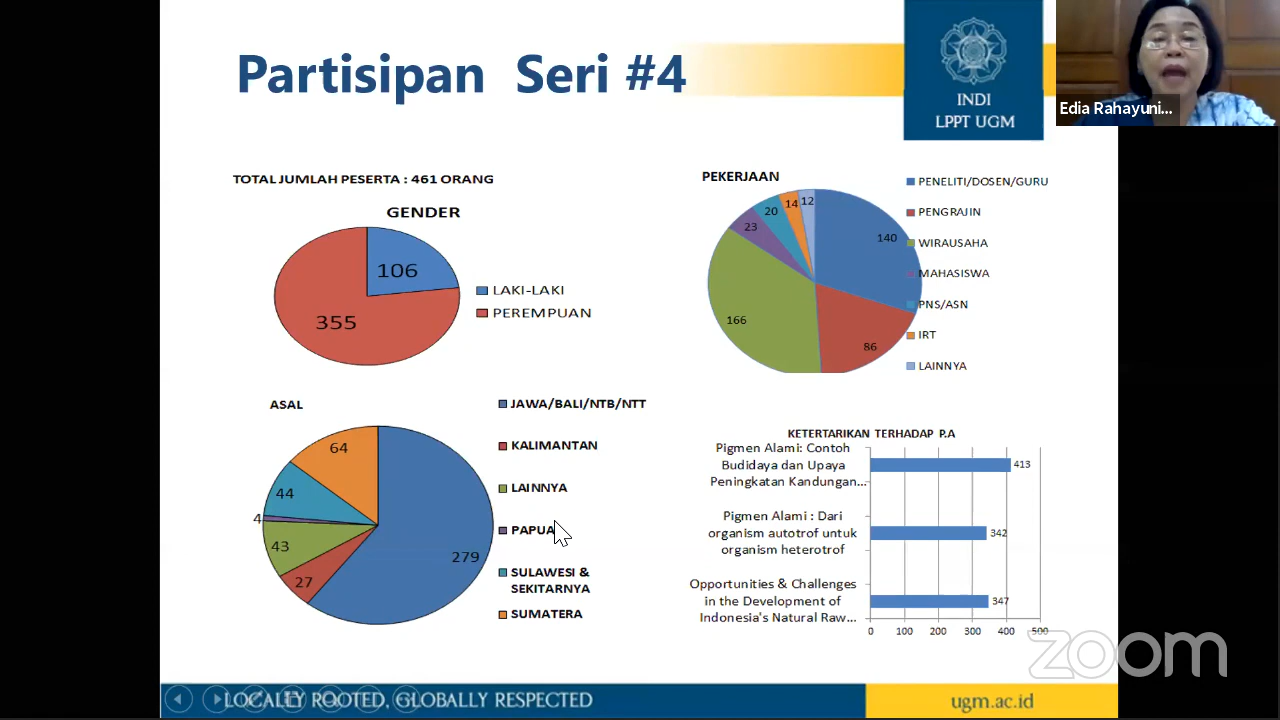 Partisipan Seri #4
INDI
LPPT UGM
Edia Rahayuni...
TOTAL JUMLAH PESERTA : 461 ORANG
GENDER
106
355
LAKI-LAKI
PEREMPUAN
PEKERJAAN
140
86
166
23
20
14
12
PENELITI/DOSEN/GURU
PENGRAJIN
WIRAUSAHA
MAHASISWA
PNS/ASN
IRT
LAINNYA
ASAL
279
27
43
4
44
64
JAWA/BALI/NTB/NTT
KALIMANTAN
LAINNYA
PAPUA
SULAWESI &
SEKITARNYA
SUMATERA
KETERTARIKAN TERHADAP P.A
Pigmen Alami: Contoh
Budidaya dan Upaya
Peningkatan Kandungan...
413
Pigmen Alami : Dari
organism autotrof untuk
organism heterotrof
342
Opportunities & Challenges
in the Development of
Indonesia's Natural Raw...
347
0 100 200 300 400 500
zoom
LOCALLY ROOTED, GLOBALLY RESPECTED
ugm.ac.id